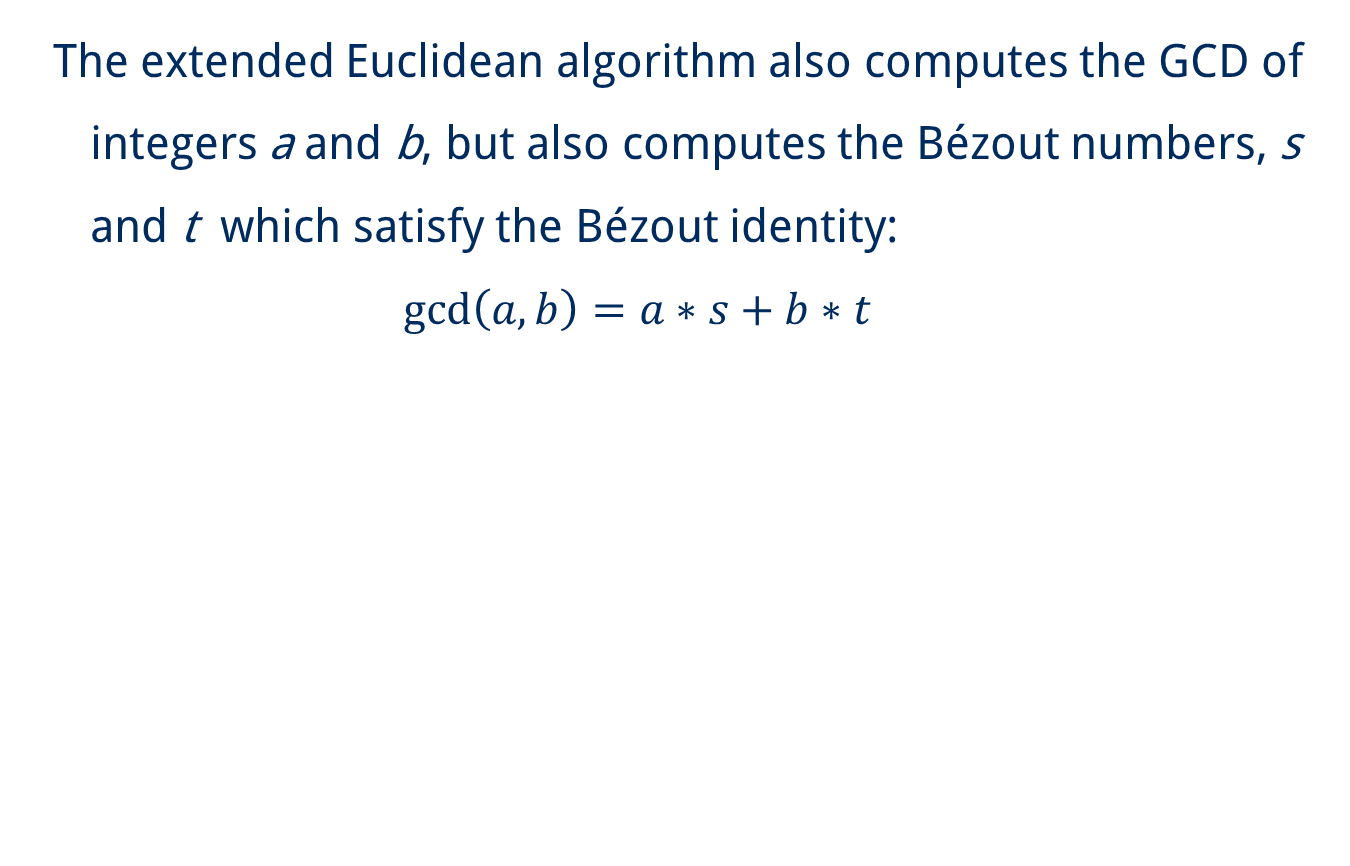 The extended Euclidean algorithm also computes the GCD of
integers a and b, but also computes the Bézout numbers, s
and t which satisfy the Bézout identity:
gcd(a, b) = a ∗ s + b ∗ t